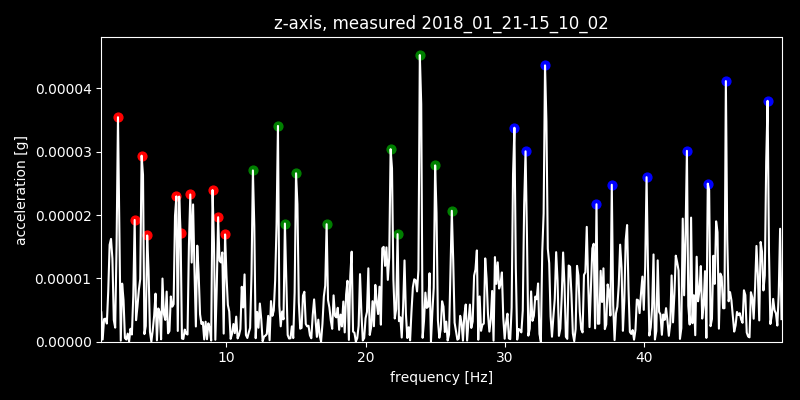 z-axis, measured 2018_01_21-15_10_02
0.00004
0.00003
0.00002
0.00001
0.00000
acceleration [g]
10 20 30 40
frequency [Hz]